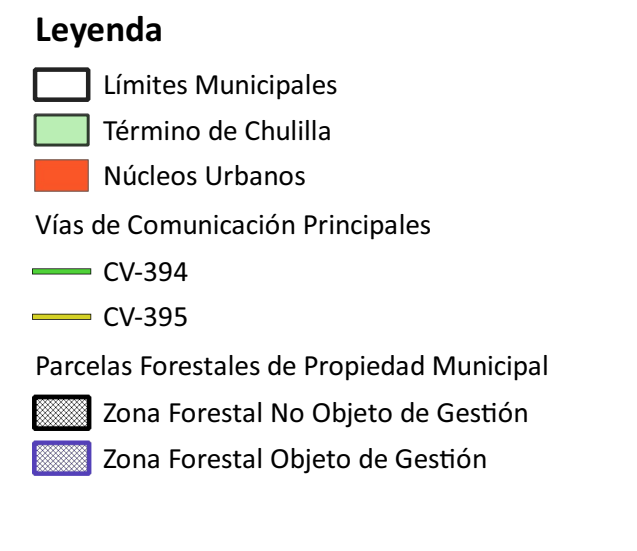 Leyenda
Límites Municipales
Término de Chulilla
Núcleos Urbanos
Vías de Comunicación Principales
CV-394
CV-395
Parcelas Forestales de Propiedad Municipal
Zona Forestal No Objeto de Gestión
Zona Forestal Objeto de Gestión